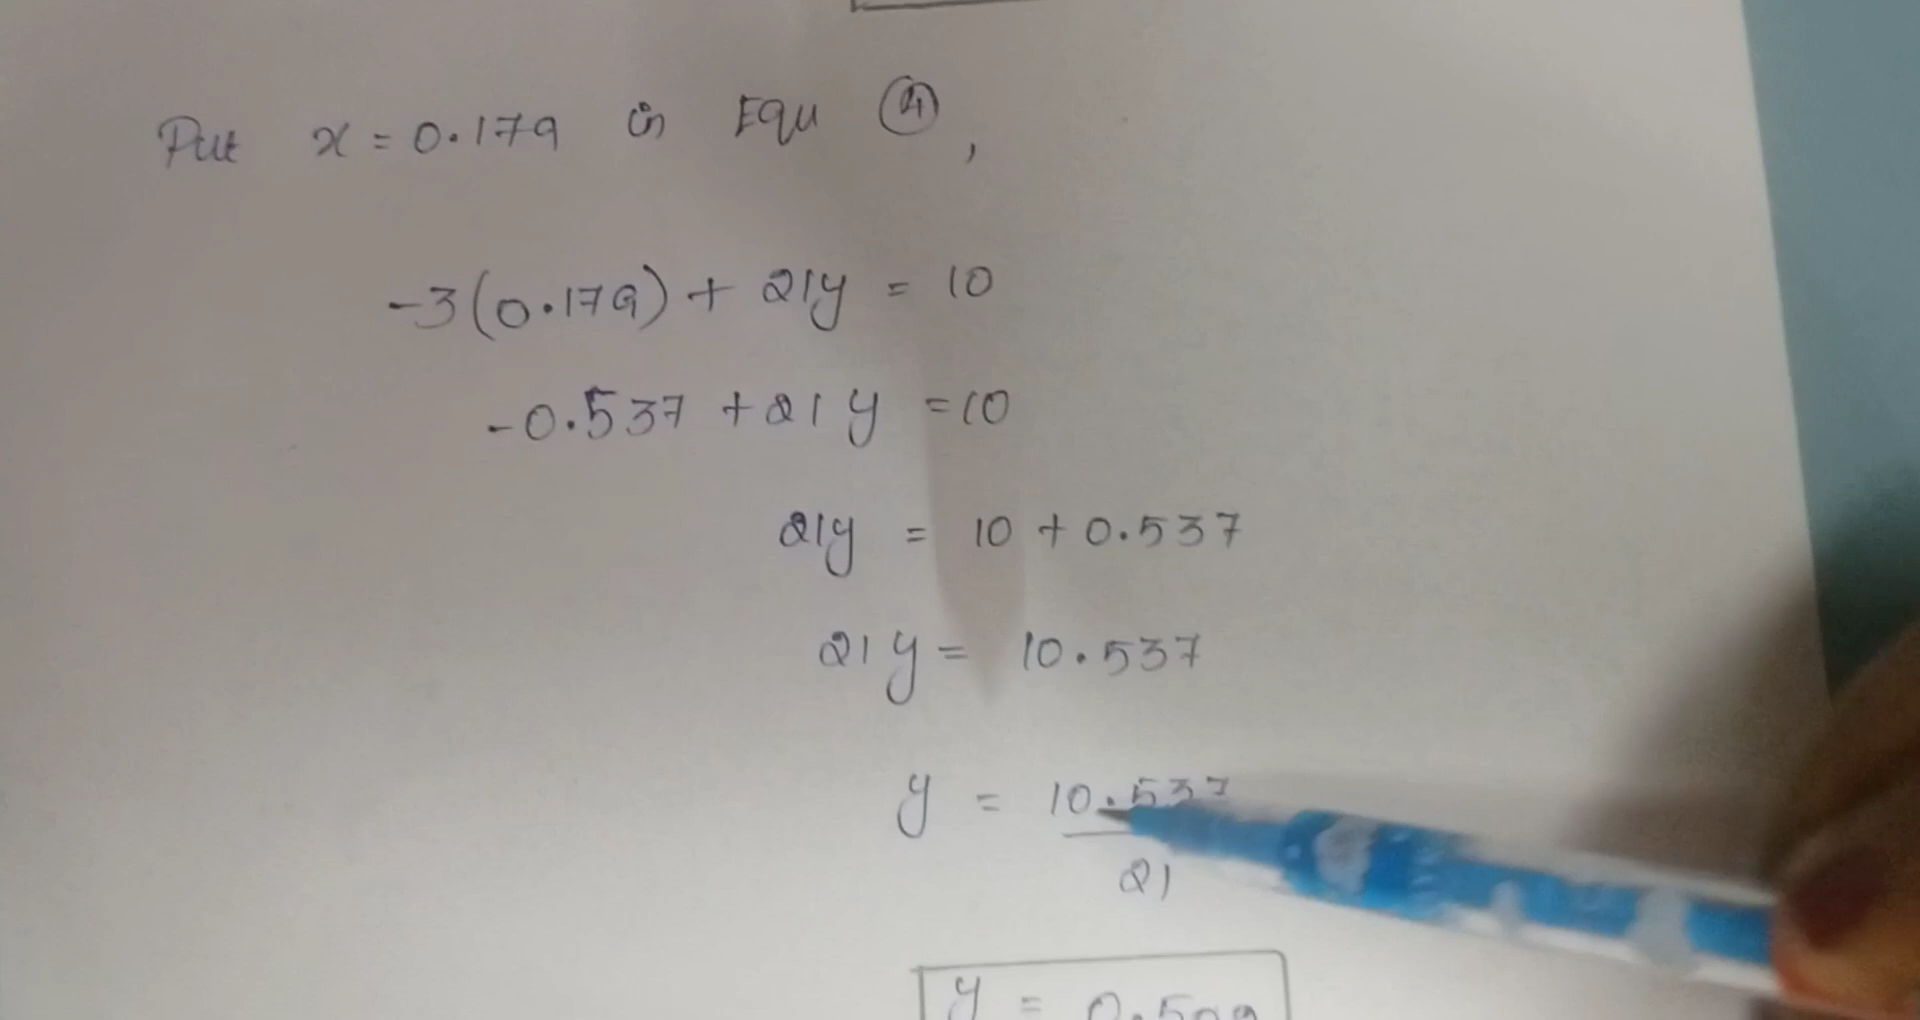 Put x = 0.179 in Equ ④,
-3(0.179) + 21y = 10
-0.537 + 21y = 10
21y = 10 + 0.537
21y = 10.537
y = 10.537
21
y =